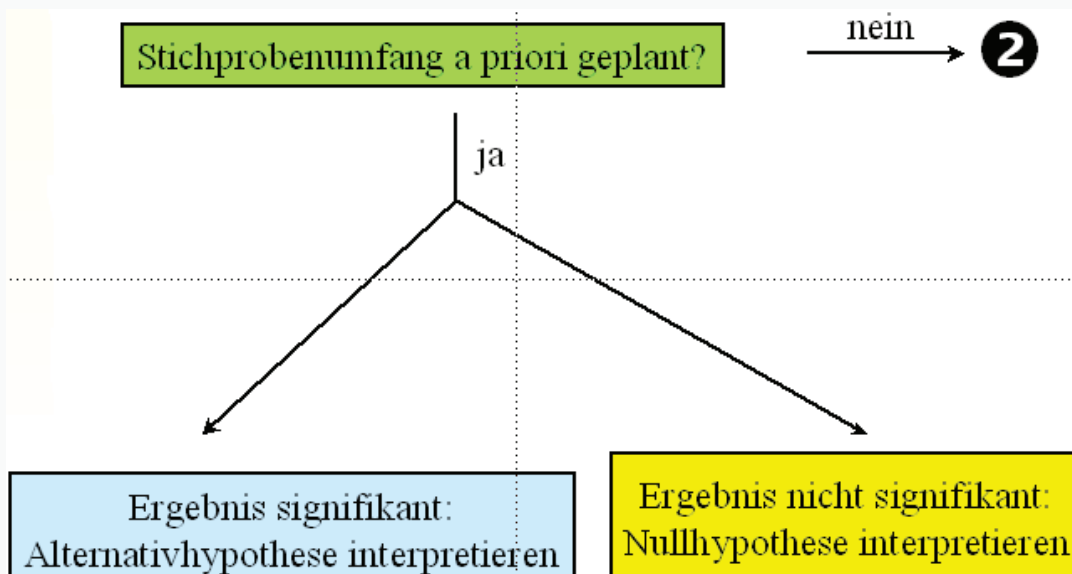 Stichprobenumfang a priori geplant?
nein
2
ja
Ergebnis signifikant:
Alternativhypothese interpretieren
Ergebnis nicht signifikant:
Nullhypothese interpretieren